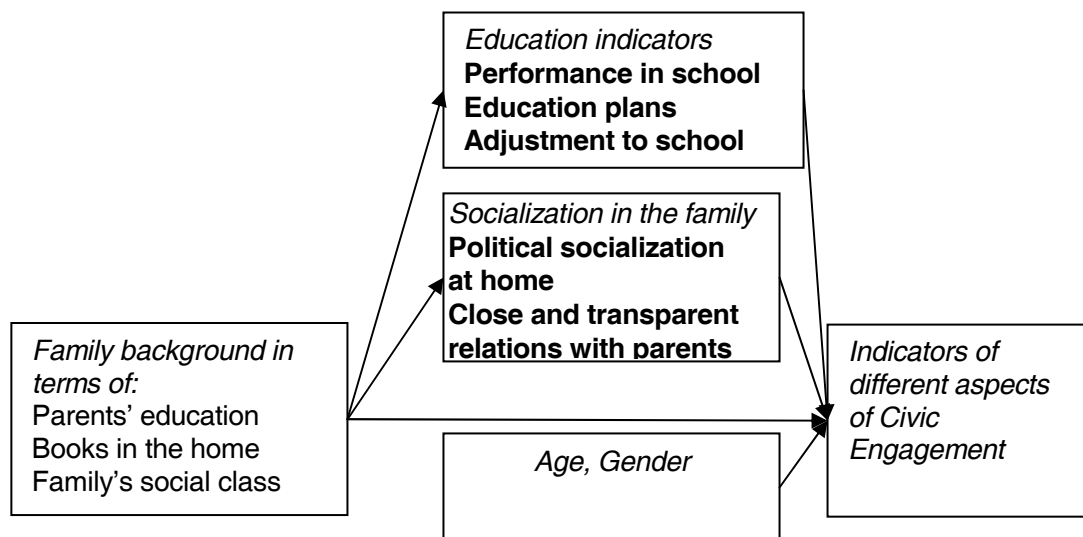 Education indicators
Performance in school
Education plans
Adjustment to school
Socialization in the family
Political socialization
at home
Close and transparent
relations with parents
Family background in
terms of:
Parents’ education
Books in the home
Family’s social class
Indicators of
different aspects
of Civic
Engagement
Age, Gender